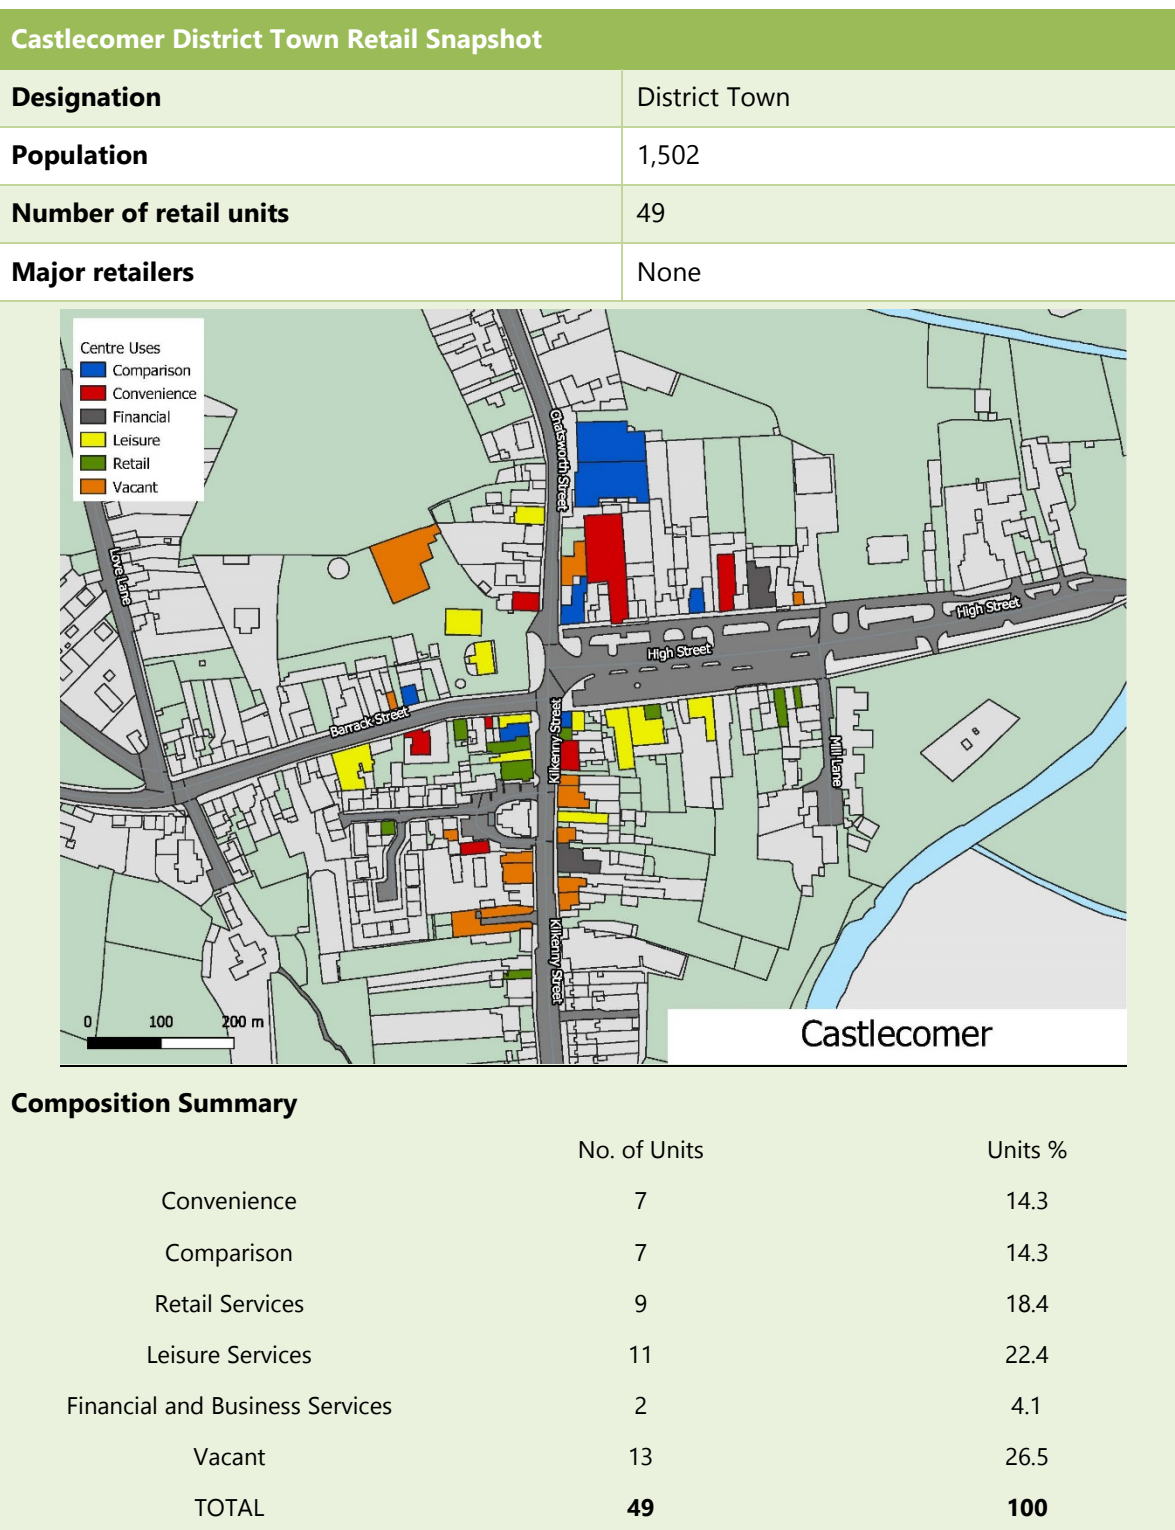 Castlecomer District Town Retail Snapshot
Designation District Town
Population 1,502
Number of retail units 49
Major retailers None
Centre Uses
Comparison
Convenience
Financial
Leisure
Retail
Vacant
Chatsworth Street
Love Lane
High Street
High Street
Barrack Street
Kilkenny Street
Mill Lane
Kilkenny Street
0 100 200 m
Castlecomer
Composition Summary
No. of Units Units %
Convenience 7 14.3
Comparison 7 14.3
Retail Services 9 18.4
Leisure Services 11 22.4
Financial and Business Services 2 4.1
Vacant 13 26.5
TOTAL 49 100